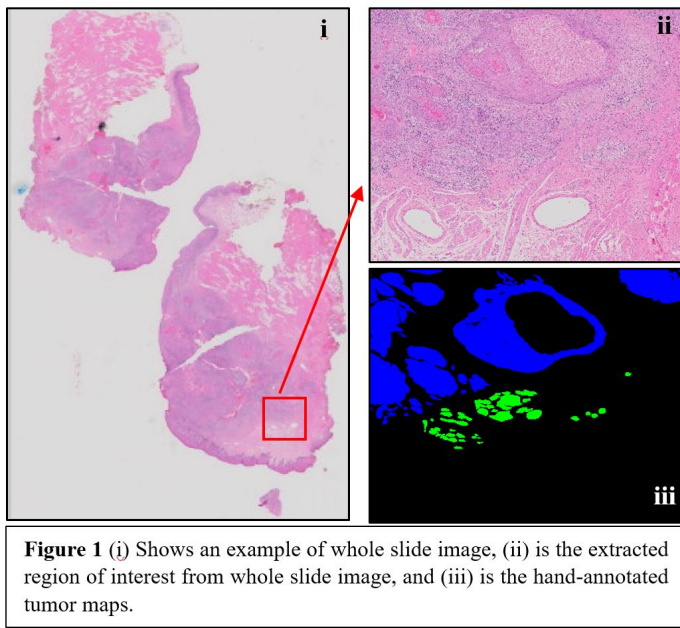 i
ii
iii
Figure 1 (i) Shows an example of whole slide image, (ii) is the extracted
region of interest from whole slide image, and (iii) is the hand-annotated
tumor maps.